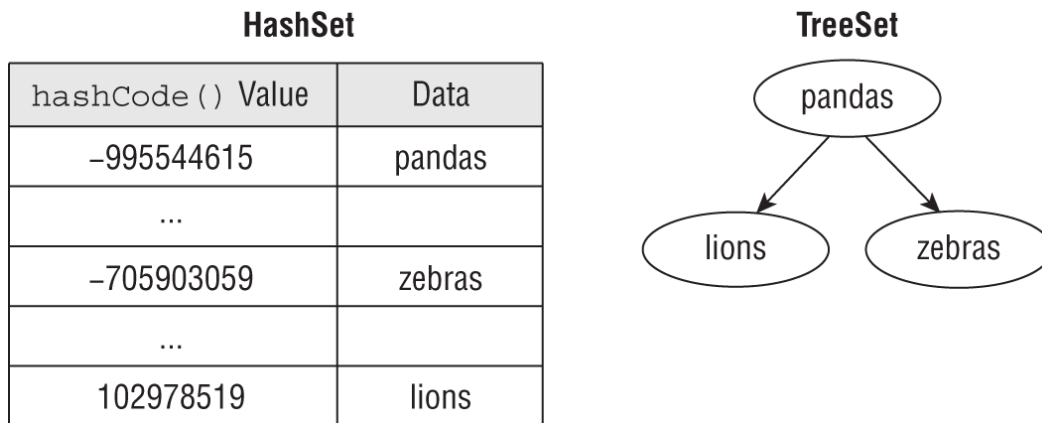 HashSet
hashCode() Value Data
–995544615 pandas
...
–705903059 zebras
...
102978519 lions
TreeSet
pandas
lions zebras